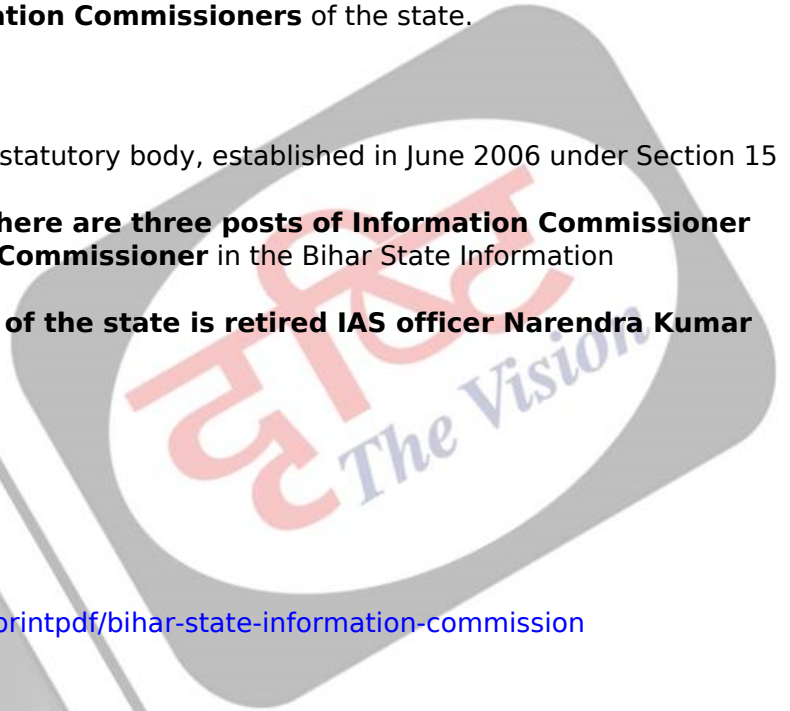 ation Commissioners of the state.
statutory body, established in June 2006 under Section 15
here are three posts of Information Commissioner
Commissioner in the Bihar State Information
of the state is retired IAS officer Narendra Kumar
दृष्टि
The Vision
printpdf/bihar-state-information-commission